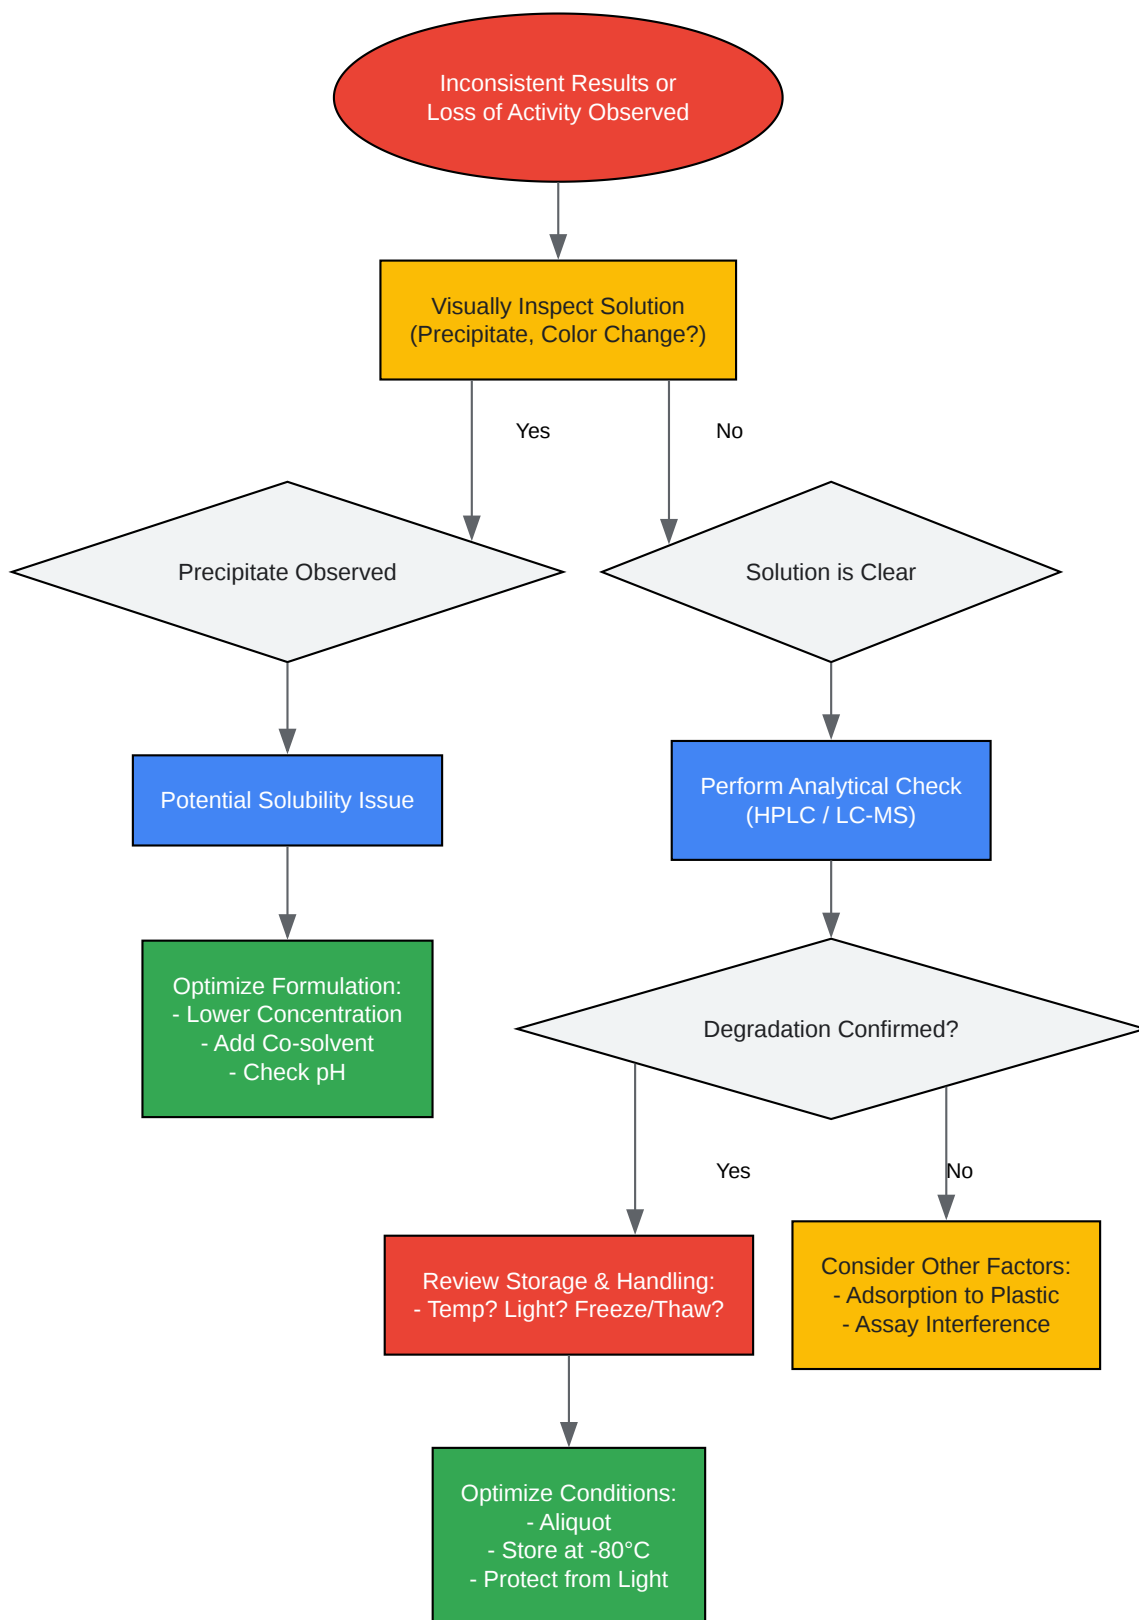 Inconsistent Results or
Loss of Activity Observed
Visually Inspect Solution
(Precipitate, Color Change?)
Yes
No
Precipitate Observed
Solution is Clear
Potential Solubility Issue
Perform Analytical Check
(HPLC / LC-MS)
Optimize Formulation:
- Lower Concentration
- Add Co-solvent
- Check pH
Degradation Confirmed?
Yes
No
Review Storage & Handling:
- Temp? Light? Freeze/Thaw?
Consider Other Factors:
- Adsorption to Plastic
- Assay Interference
Optimize Conditions:
- Aliquot
- Store at -80°C
- Protect from Light